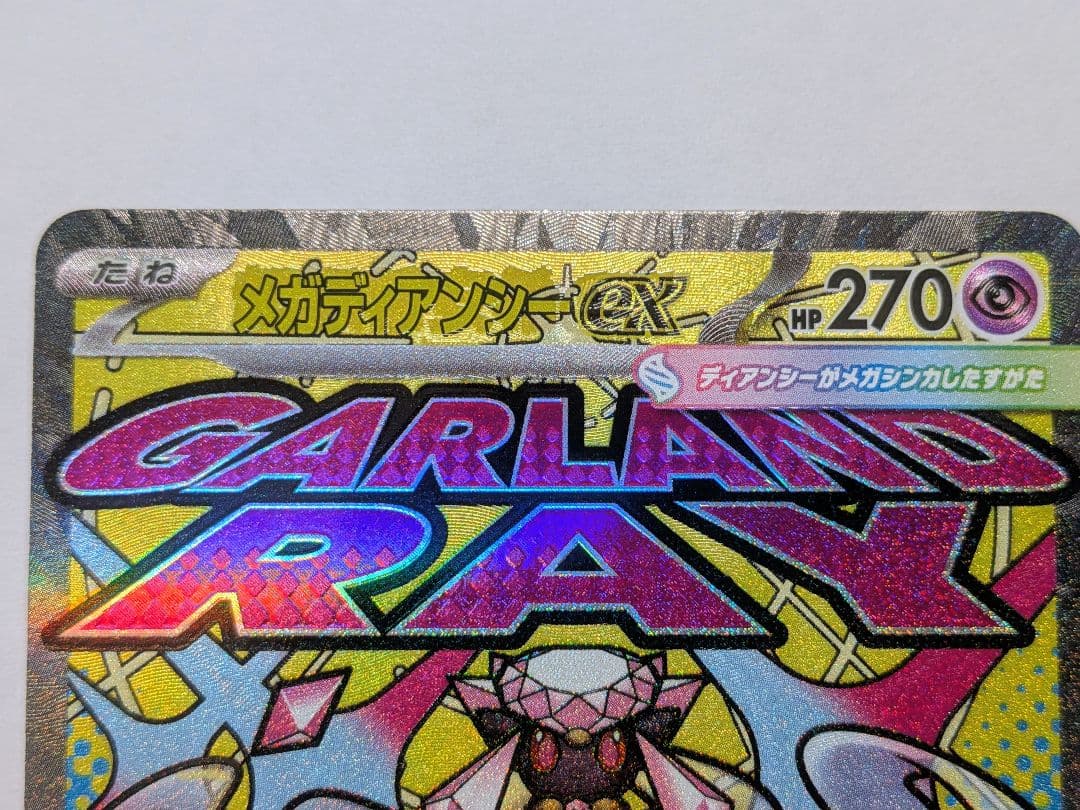 たね
メガディアンシーex HP270
ディアンシーがメガシンカしたすがた
GARLAND
RAY